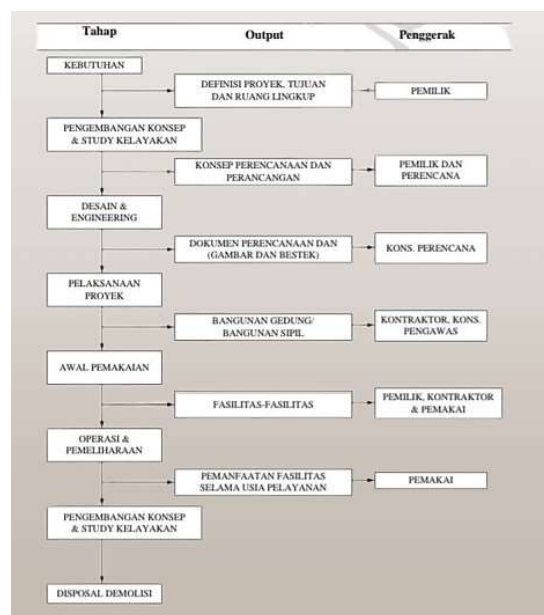 Tahap
Output
Penggerak
KEBUTUHAN
DEFINISI PROYEK, TUJUAN
DAN RUANG LINGKUP
PEMILIK
PENGEMBANGAN KONSEP
& STUDY KELAYAKAN
KONSEP PERENCANAAN DAN
PERANCANGAN
PEMILIK DAN
PERENCANA
DESAIN &
ENGINEERING
DOKUMEN PERENCANAAN DAN
(GAMBAR DAN BESTEK)
KONS. PERENCANA
PELAKSANAAN
PROYEK
BANGUNAN GEDUNG/
BANGUNAN SIPIL
KONTRAKTOR, KONS.
PENGAWAS
AWAL PEMAKAIAN
FASILITAS-FASILITAS
PEMILIK, KONTRAKTOR
& PEMAKAI
OPERASI &
PEMELIHARAAN
PEMANFAATAN FASILITAS
SELAMA USIA PELAYANAN
PEMAKAI
PENGEMBANGAN KONSEP
& STUDY KELAYAKAN
DISPOSAL DEMOLISI